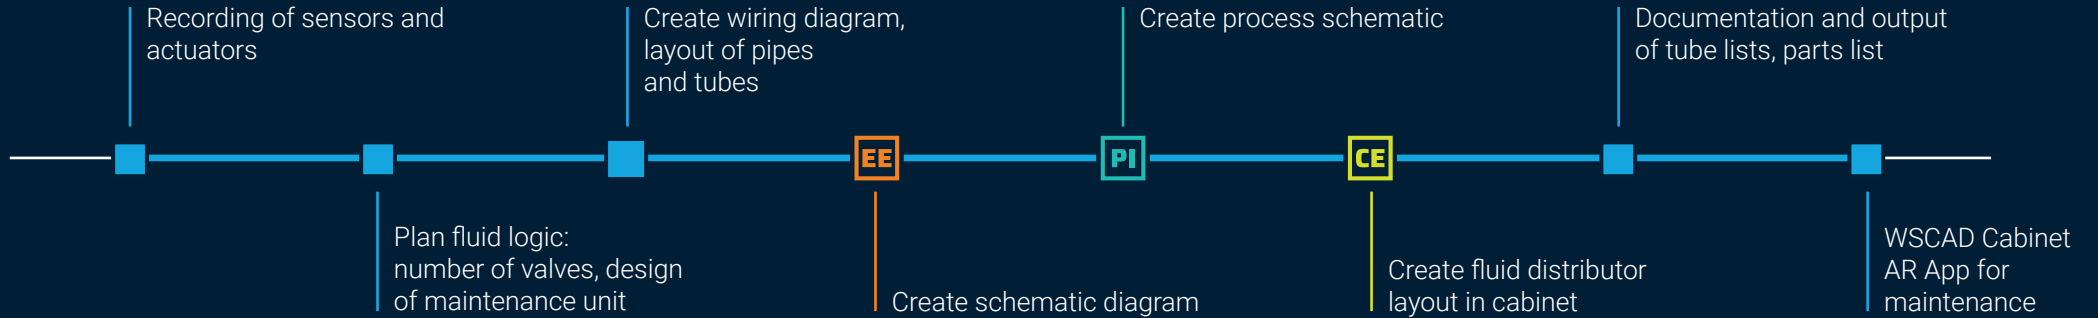 Recording of sensors and
actuators
Create wiring diagram,
layout of pipes
and tubes
Create process schematic
Documentation and output
of tube lists, parts list
EE
PI
CE
Plan fluid logic:
number of valves, design
of maintenance unit
Create schematic diagram
Create fluid distributor
layout in cabinet
WSCAD Cabinet
AR App for
maintenance